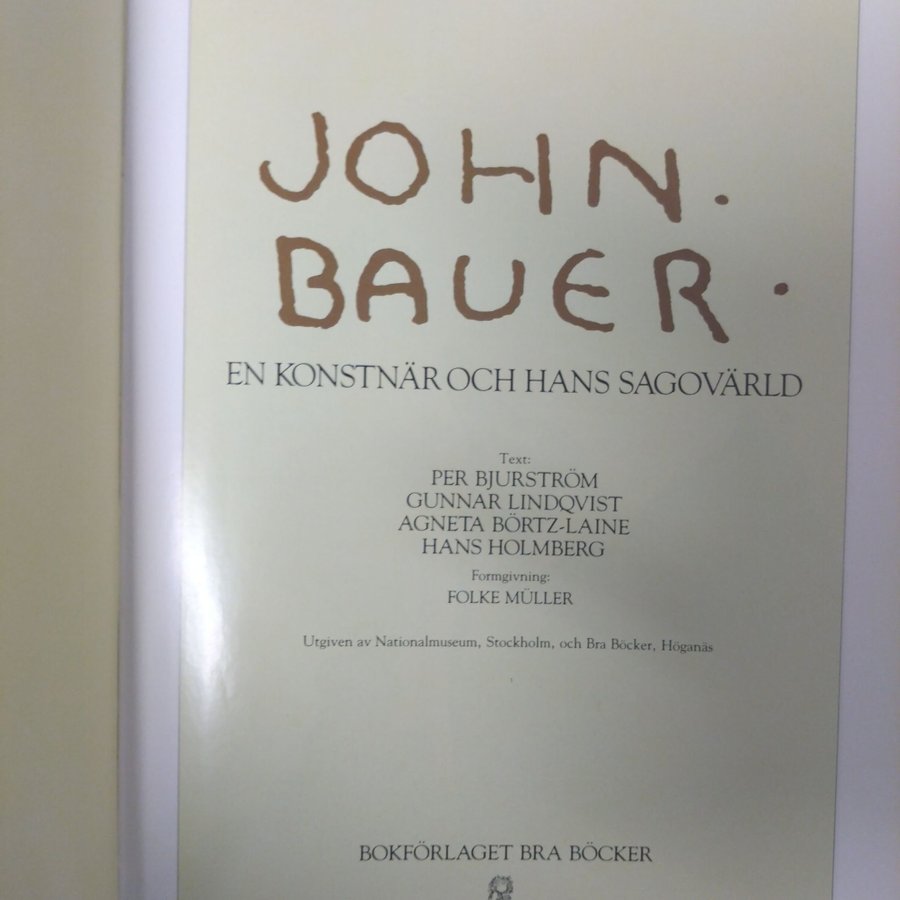 JOHN.
BAUER.
EN KONSTNÄR OCH HANS SAGOVÄRLD
Text:
PER BJURSTRÖM
GUNNAR LINDQVIST
AGNETA BÖRTZ-LAINE
HANS HOLMBERG
Formgivning:
FOLKE MÜLLER
Utgiven av Nationalmuseum, Stockholm, och Bra Böcker, Höganäs
BOKFÖRLAGET BRA BÖCKER